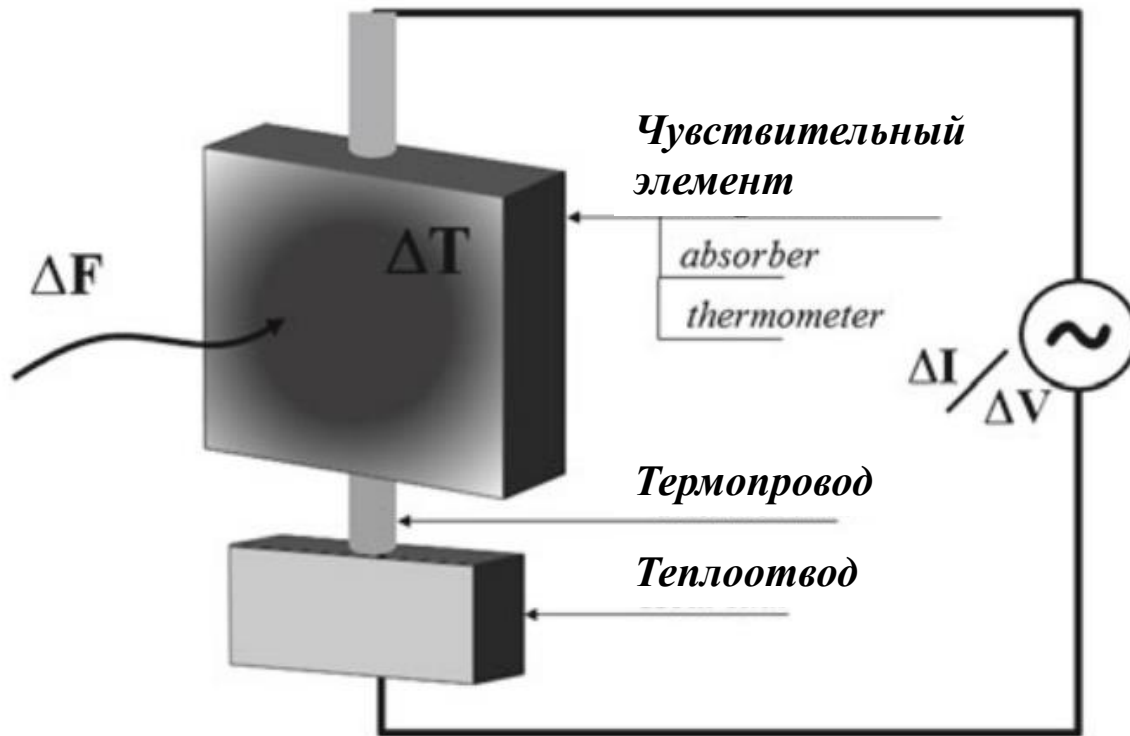 Чувствительный
элемент
ΔT
absorber
ΔF
thermometer
ΔI
ΔV
Термопровод
Теплоотвод